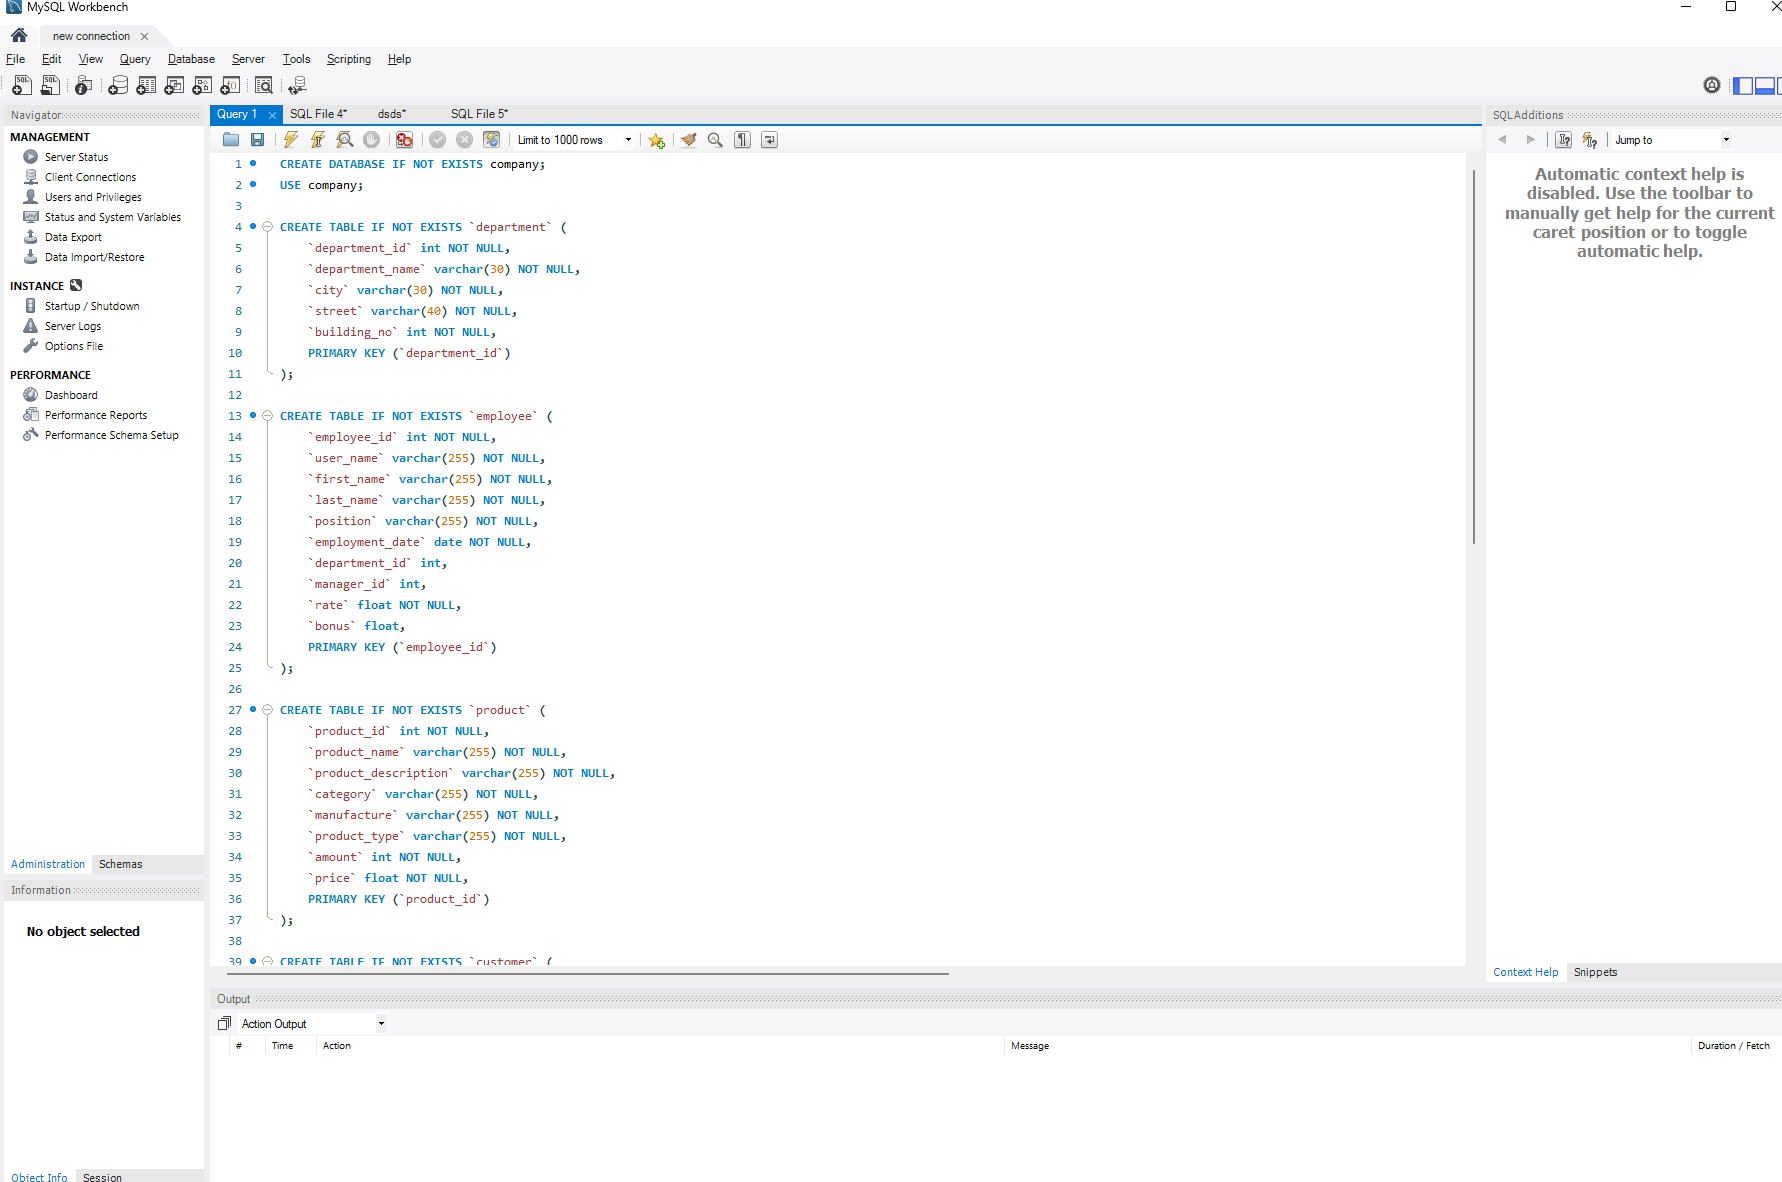 MySQL Workbench
new connection
File Edit View Query Database Server Tools Scripting Help
Navigator
MANAGEMENT
Server Status
Client Connections
Users and Privileges
Status and System Variables
Data Export
Data Import/Restore
INSTANCE
Startup / Shutdown
Server Logs
Options File
PERFORMANCE
Dashboard
Performance Reports
Performance Schema Setup
Administration Schemas
Information
No object selected
Object Info Session
Query 1 SQL File 4* dsds* SQL File 5*
Limit to 1000 rows
1 CREATE DATABASE IF NOT EXISTS company;
2 USE company;
3
4 CREATE TABLE IF NOT EXISTS `department` (
5 `department_id` int NOT NULL,
6 `department_name` varchar(30) NOT NULL,
7 `city` varchar(30) NOT NULL,
8 `street` varchar(40) NOT NULL,
9 `building_no` int NOT NULL,
10 PRIMARY KEY (`department_id`)
11 );
12
13 CREATE TABLE IF NOT EXISTS `employee` (
14 `employee_id` int NOT NULL,
15 `user_name` varchar(255) NOT NULL,
16 `first_name` varchar(255) NOT NULL,
17 `last_name` varchar(255) NOT NULL,
18 `position` varchar(255) NOT NULL,
19 `employment_date` date NOT NULL,
20 `department_id` int,
21 `manager_id` int,
22 `rate` float NOT NULL,
23 `bonus` float,
24 PRIMARY KEY (`employee_id`)
25 );
26
27 CREATE TABLE IF NOT EXISTS `product` (
28 `product_id` int NOT NULL,
29 `product_name` varchar(255) NOT NULL,
30 `product_description` varchar(255) NOT NULL,
31 `category` varchar(255) NOT NULL,
32 `manufacture` varchar(255) NOT NULL,
33 `product_type` varchar(255) NOT NULL,
34 `amount` int NOT NULL,
35 `price` float NOT NULL,
36 PRIMARY KEY (`product_id`)
37 );
38
39 CREATE TABLE IF NOT EXISTS `customer` (
SQLAdditions
Jump to
Automatic context help is
disabled. Use the toolbar to
manually get help for the current
caret position or to toggle
automatic help.
Context Help Snippets
Output
Action Output
# Time Action Message Duration / Fetch